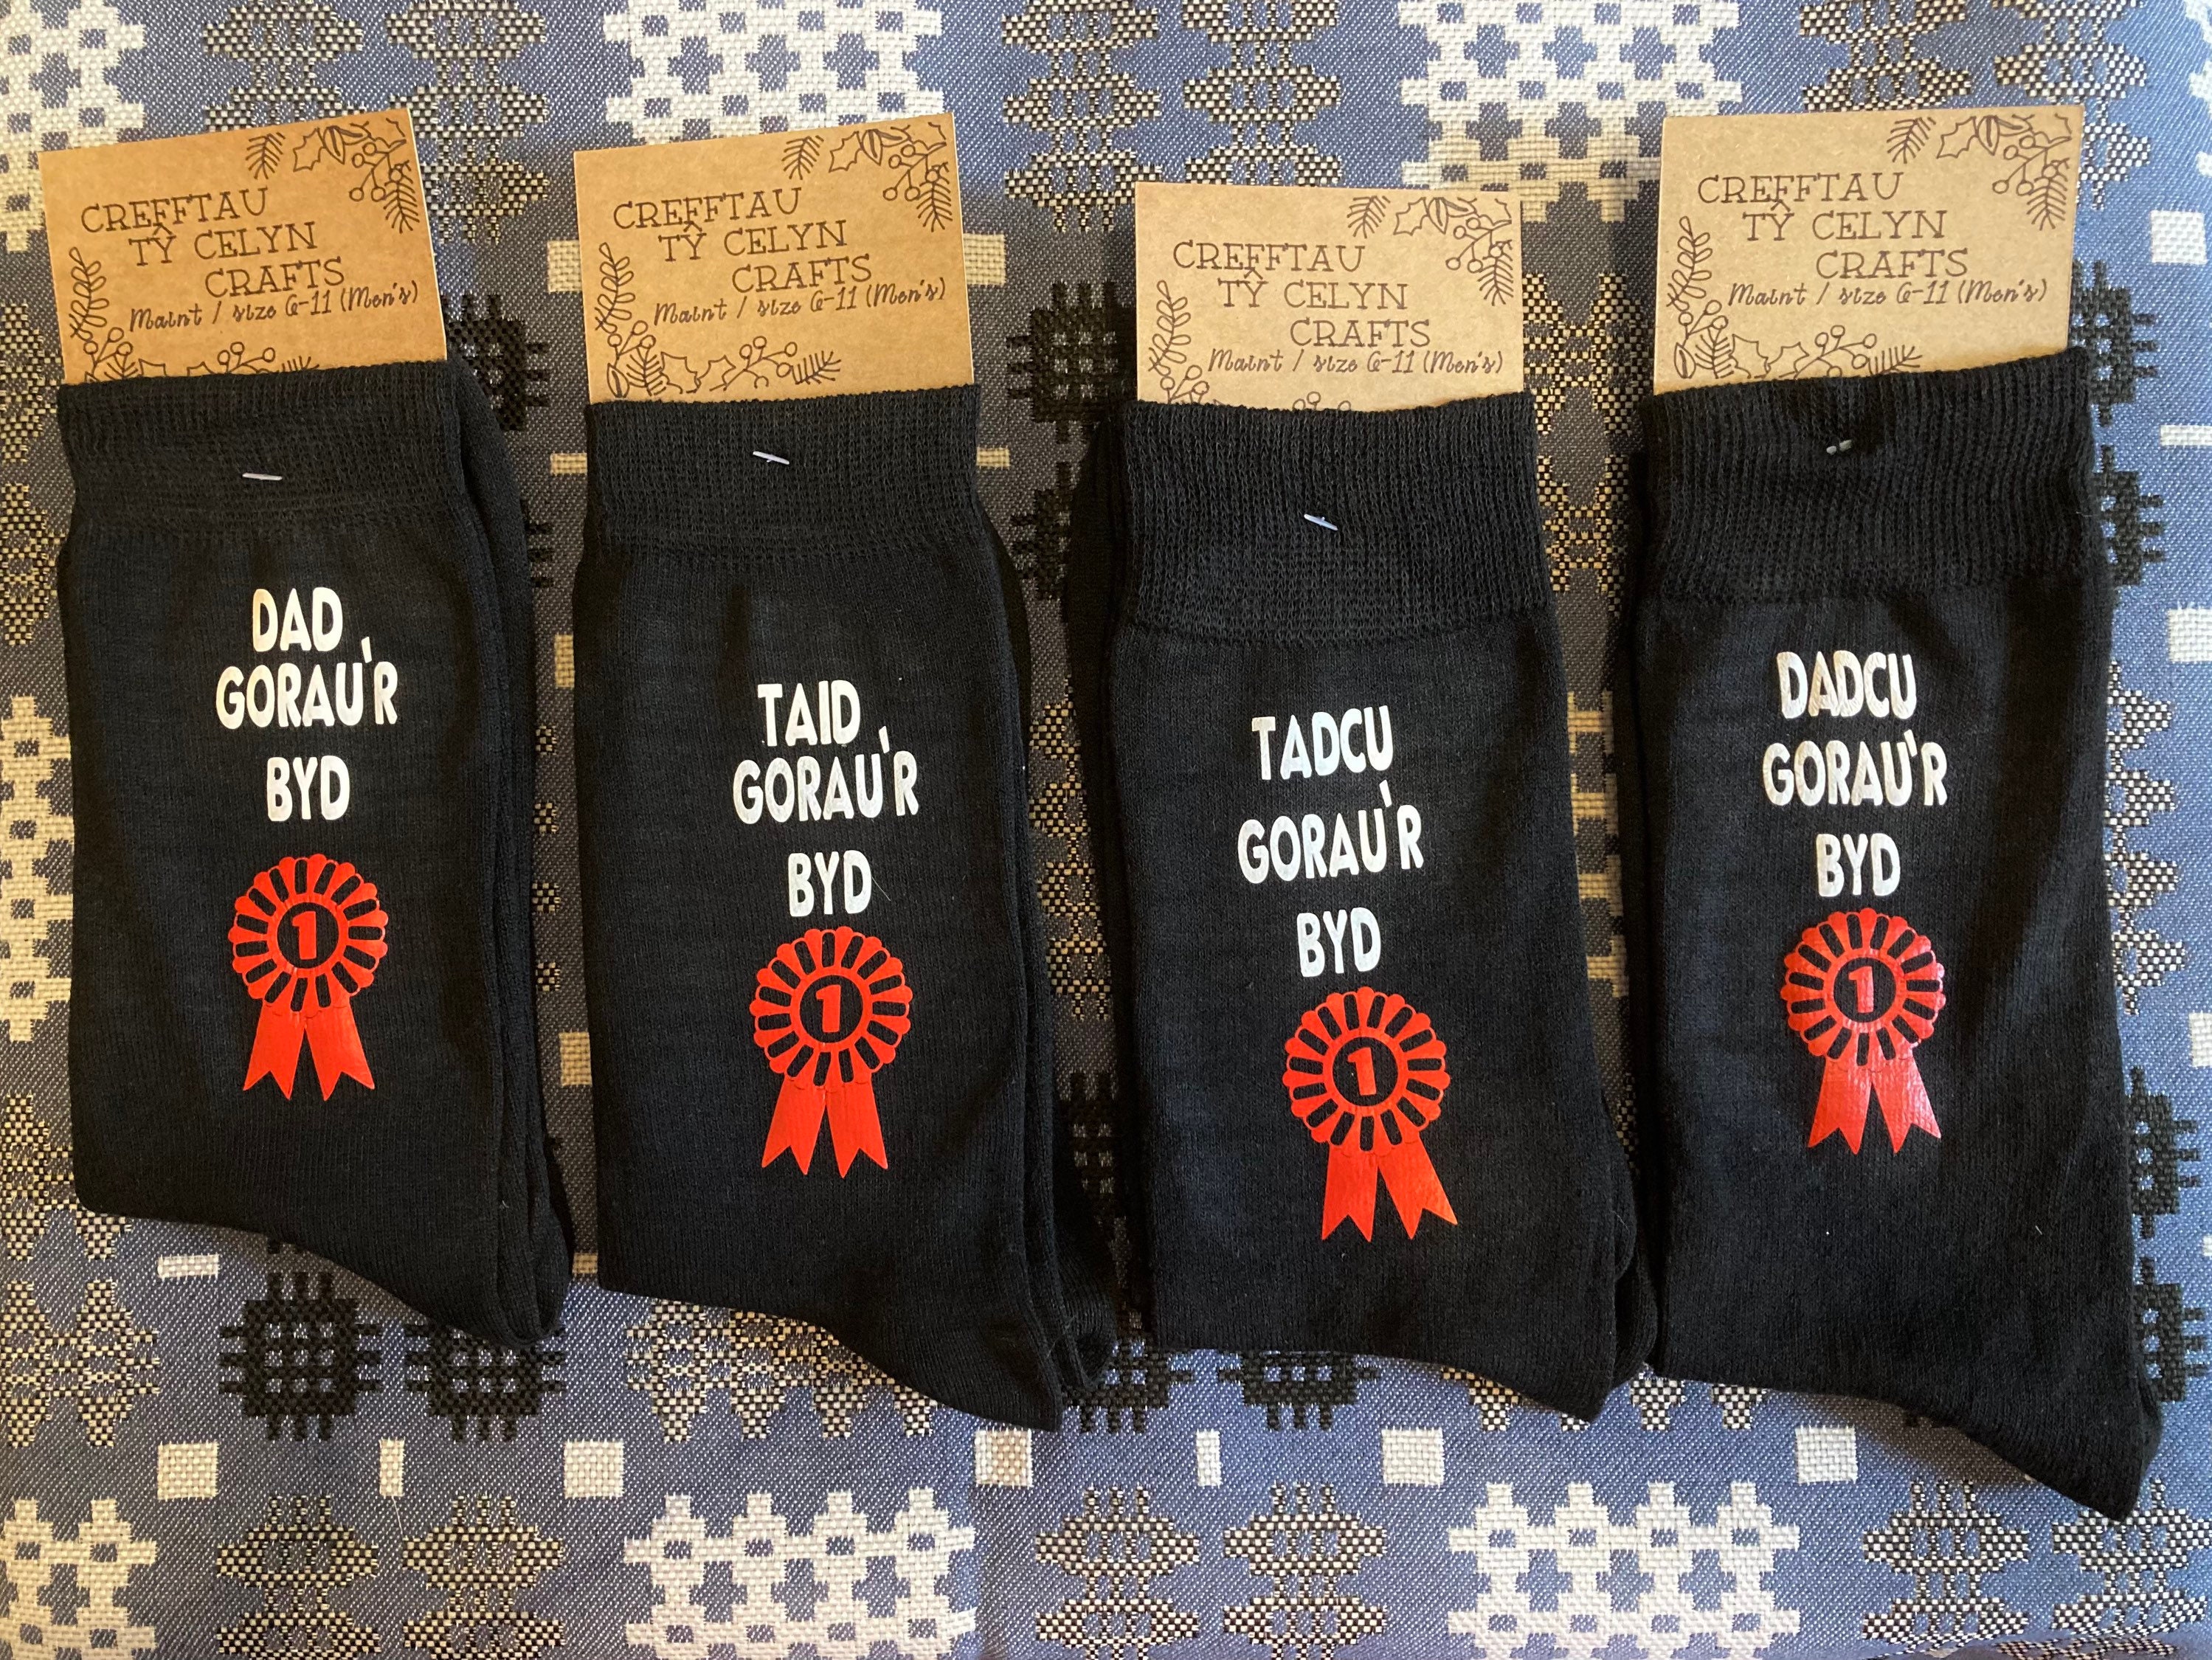 CREFFTAU
TŶ CELYN
CRAFTS
Maint / size 6-11 (Men's)
DAD
GORAU'R
BYD
1
CREFFTAU
TŶ CELYN
CRAFTS
Maint / size 6-11 (Men's)
TAID
GORAU'R
BYD
1
CREFFTAU
TŶ CELYN
CRAFTS
Maint / size 6-11 (Men's)
TADCU
GORAU'R
BYD
1
CREFFTAU
TŶ CELYN
CRAFTS
Maint / size 6-11 (Men's)
DADCU
GORAU'R
BYD
1